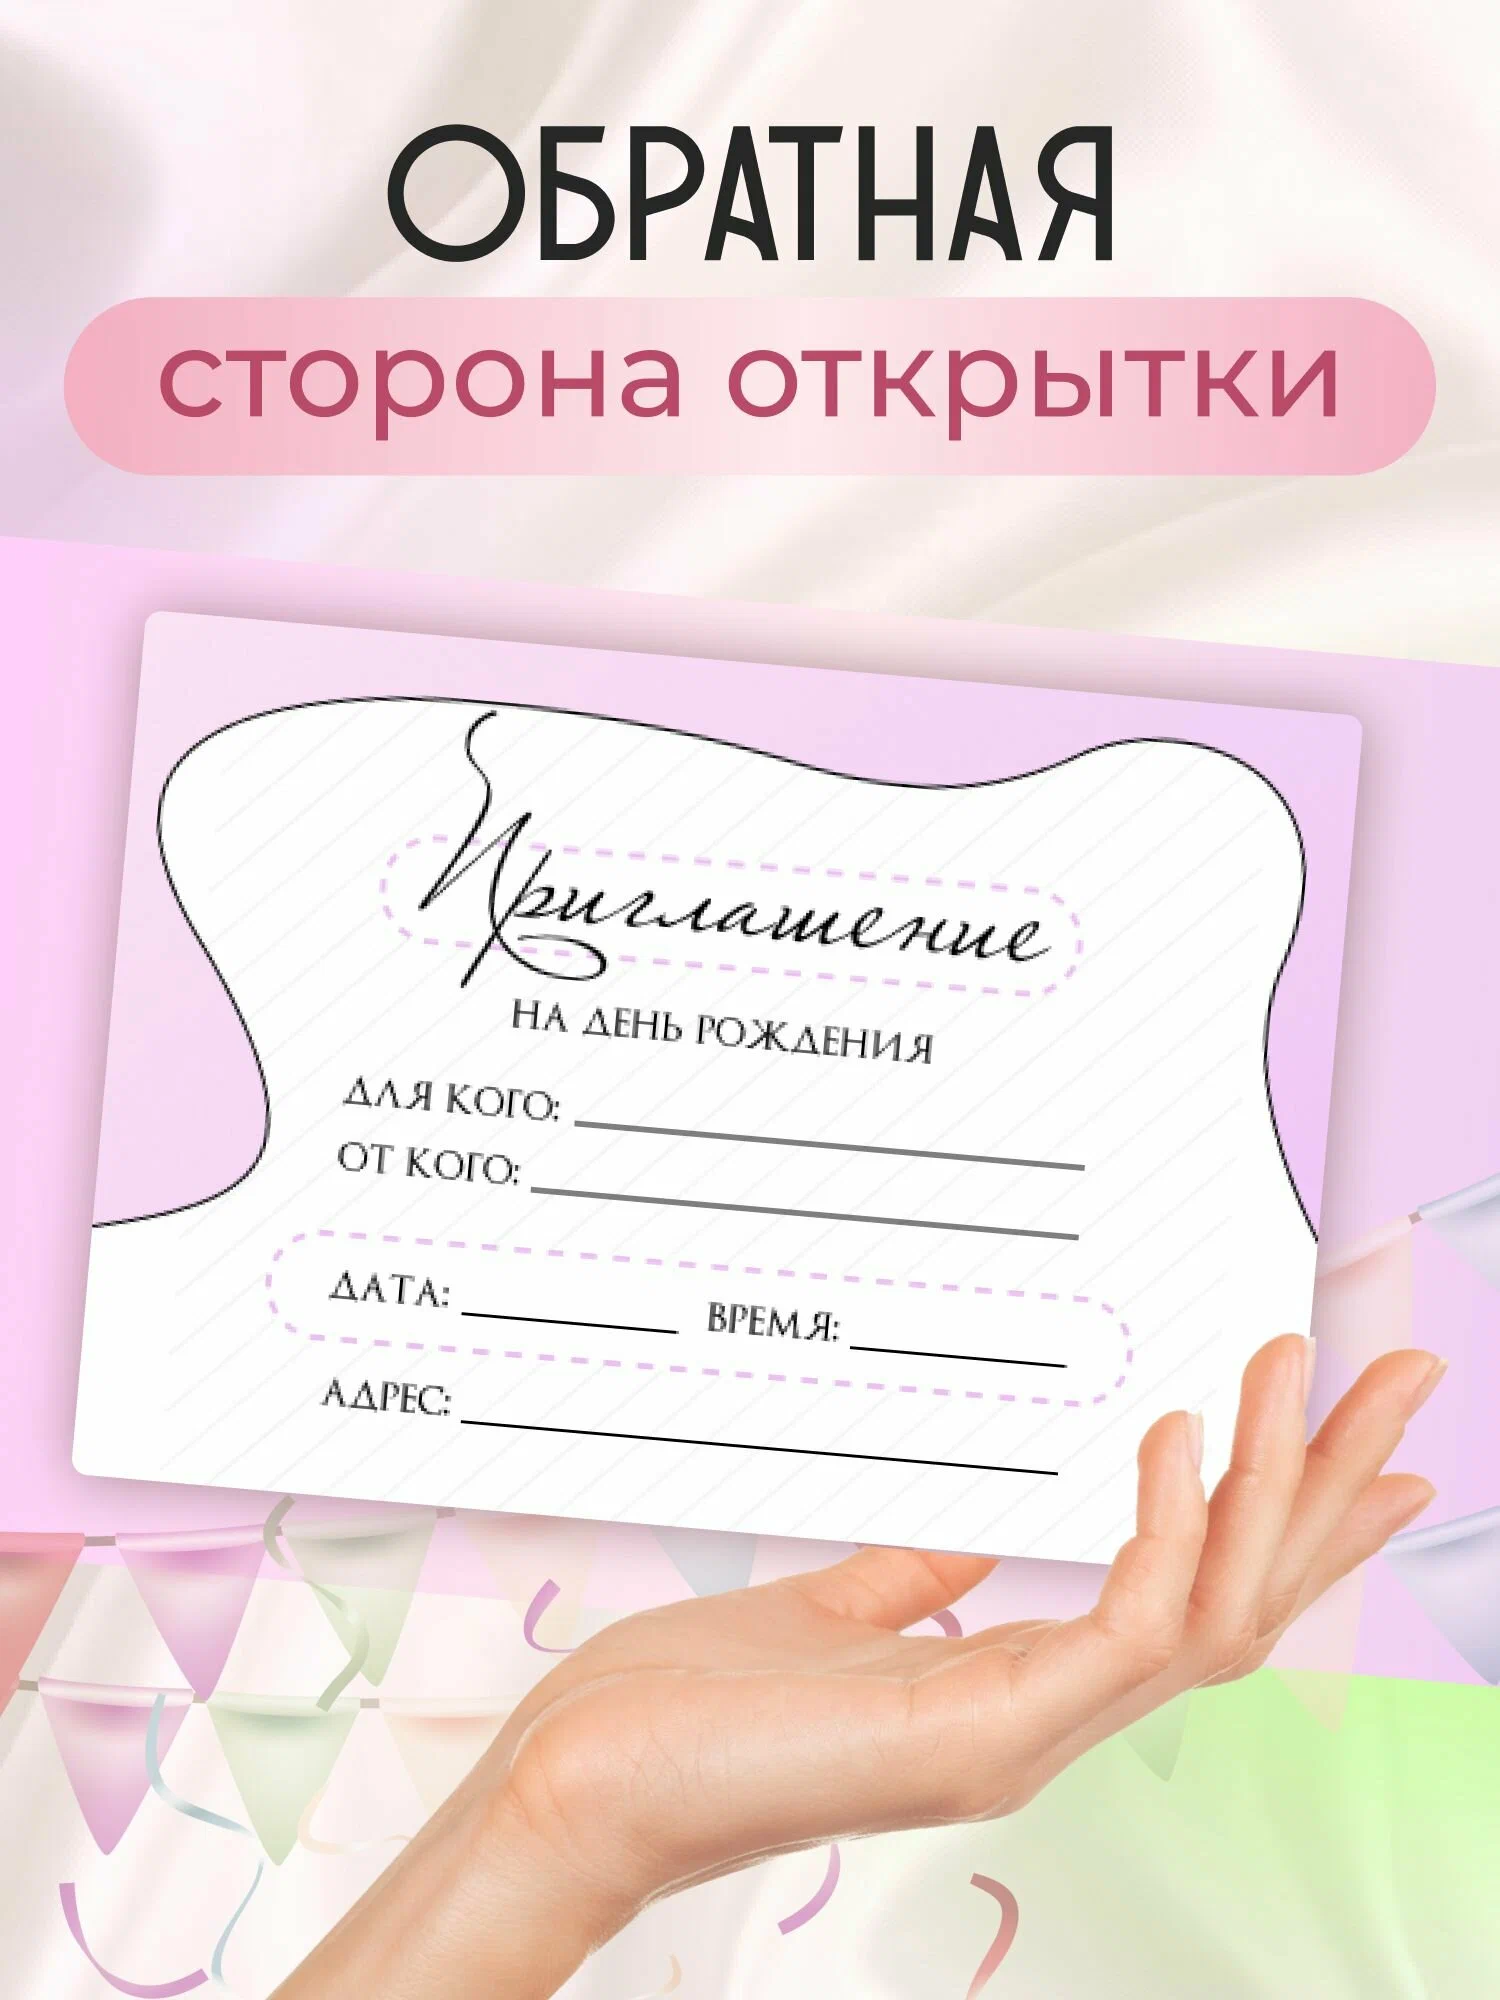 ОБРАТНАЯ
сторона открытки
Приглашение
НА ДЕНЬ РОЖДЕНИЯ
ДЛЯ КОГО:
ОТ КОГО:
ДАТА: ВРЕМЯ:
АДРЕС: